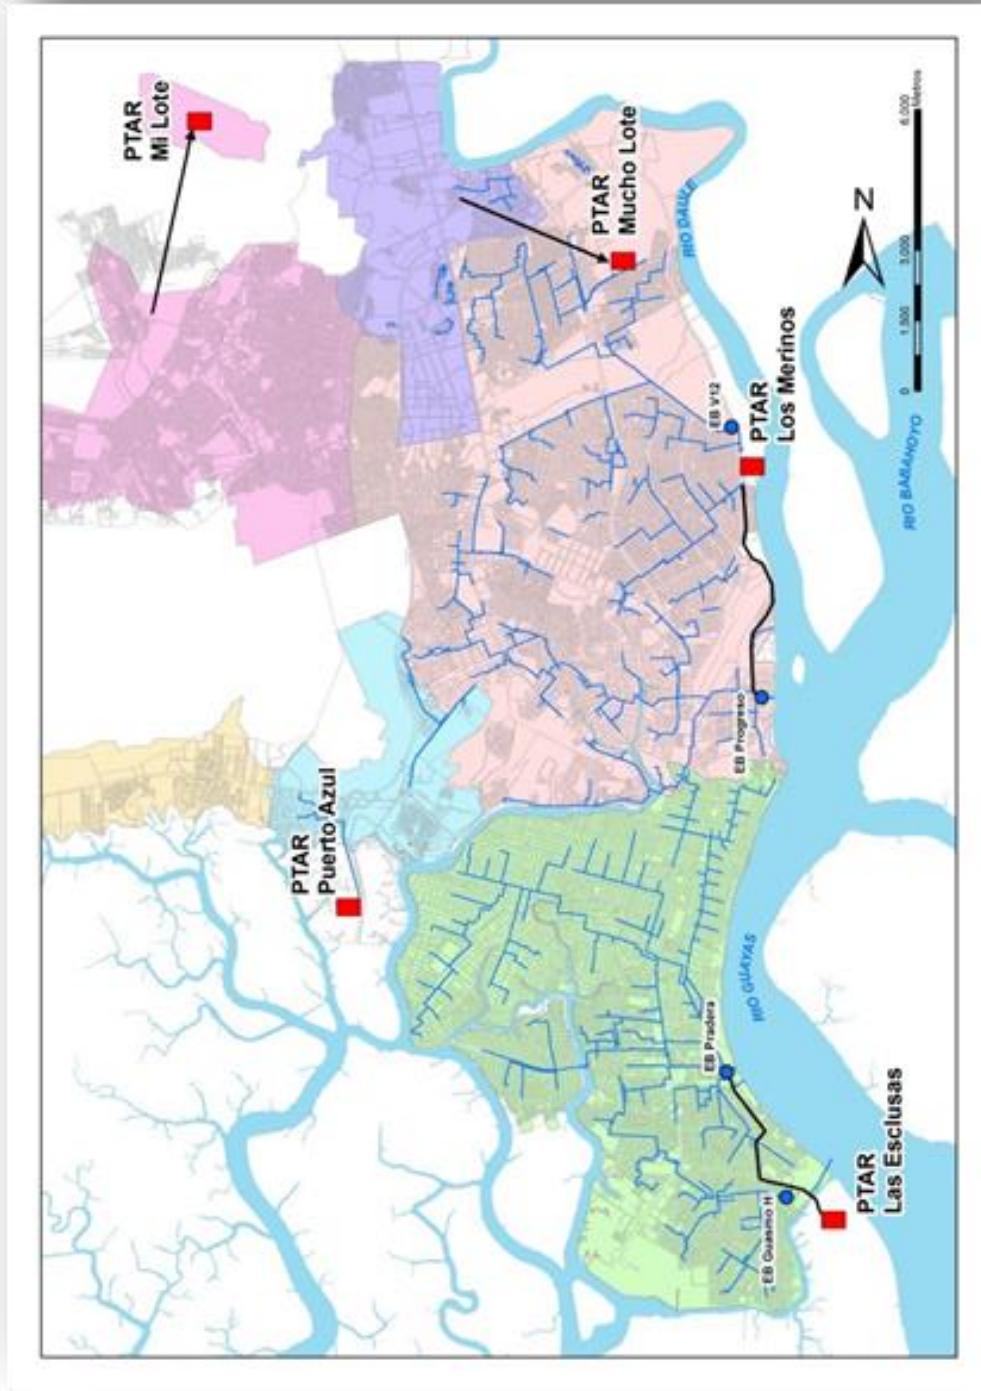 PTAR
Mi Lote
PTAR
Mucho Lote
RIO DAULE
N
0 1.500 3.000 6.000
Metros
PTAR
Los Merinos
EB V12
RIO BABAHOYO
EB Progreso
PTAR
Puerto Azul
RIO GUAYAS
EB Pradera
PTAR
Las Esclusas
EB Guasmo H